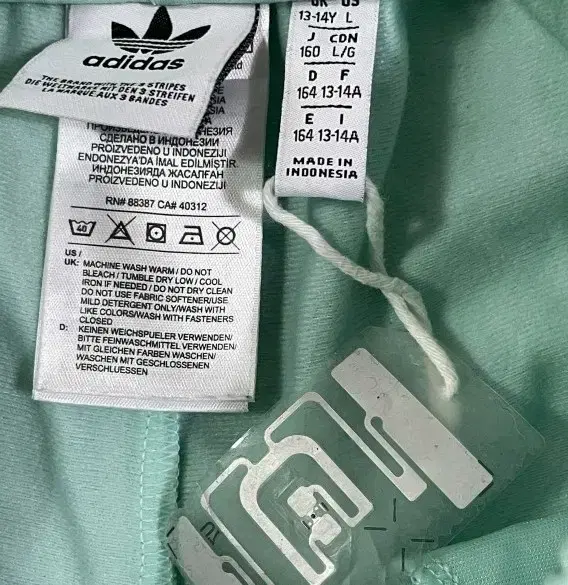 adidas
THE BRAND WITH THE 3 STRIPES
DIE WELTMARKE MIT DEN 3 STREIFEN
LA MARQUE AUX 3 BANDES
СДЕЛАНО В ИНДОНЕЗИИ
PROIZVEDENO U INDONEZIJI
ENDONEZYA'DA İMAL EDİLMİŞTİR.
ИНДОНЕЗИЯДА ЖАСАЛҒАН
PROIZVEDENO U INDONEZIJI
RN# 88387 CA# 40312
40
US /
UK: MACHINE WASH WARM / DO NOT
BLEACH / TUMBLE DRY LOW / COOL
IRON IF NEEDED / DO NOT DRY CLEAN
DO NOT USE FABRIC SOFTENER/USE
MILD DETERGENT ONLY/WASH WITH
LIKE COLORS/WASH WITH FASTENERS
CLOSED
D: KEINEN WEICHSPUELER VERWENDEN/
BITTE FEINWASCHMITTEL VERWENDEN/
MIT GLEICHEN FARBEN WASCHEN/
WASCHEN MIT GESCHLOSSENEN
VERSCHLUESSEN
UK US
13-14Y L
J CDN
160 L/G
D F
164 13-14A
E I
164 13-14A
MADE IN
INDONESIA